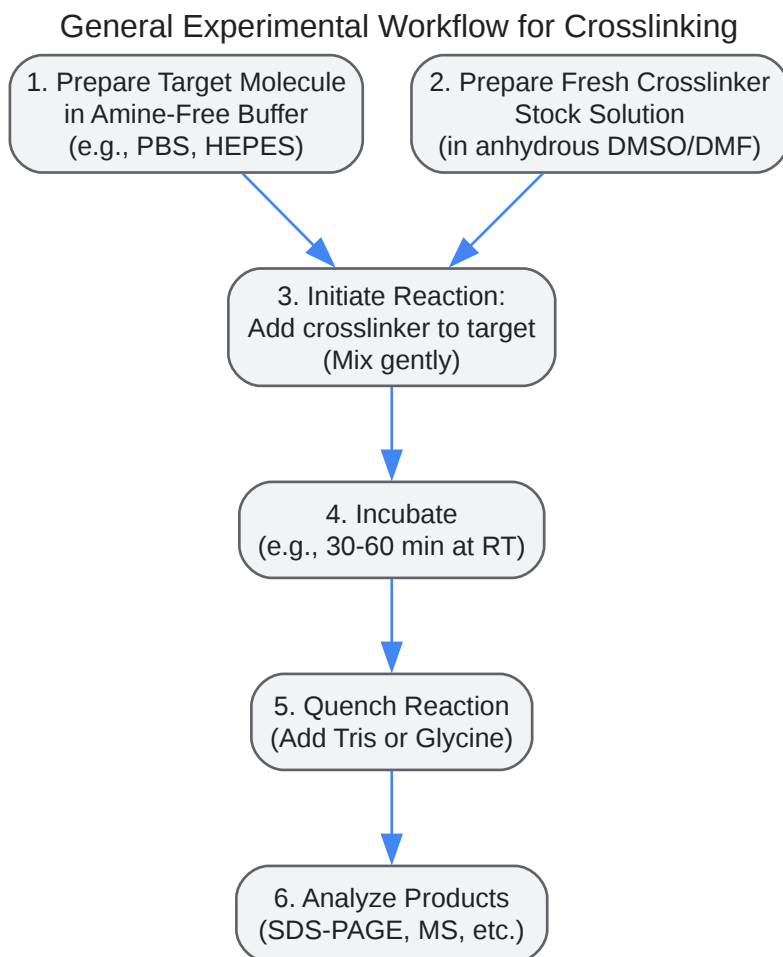 General Experimental Workflow for Crosslinking
1. Prepare Target Molecule
in Amine-Free Buffer
(e.g., PBS, HEPES)
2. Prepare Fresh Crosslinker
Stock Solution
(in anhydrous DMSO/DMF)
3. Initiate Reaction:
Add crosslinker to target
(Mix gently)
4. Incubate
(e.g., 30-60 min at RT)
5. Quench Reaction
(Add Tris or Glycine)
6. Analyze Products
(SDS-PAGE, MS, etc.)